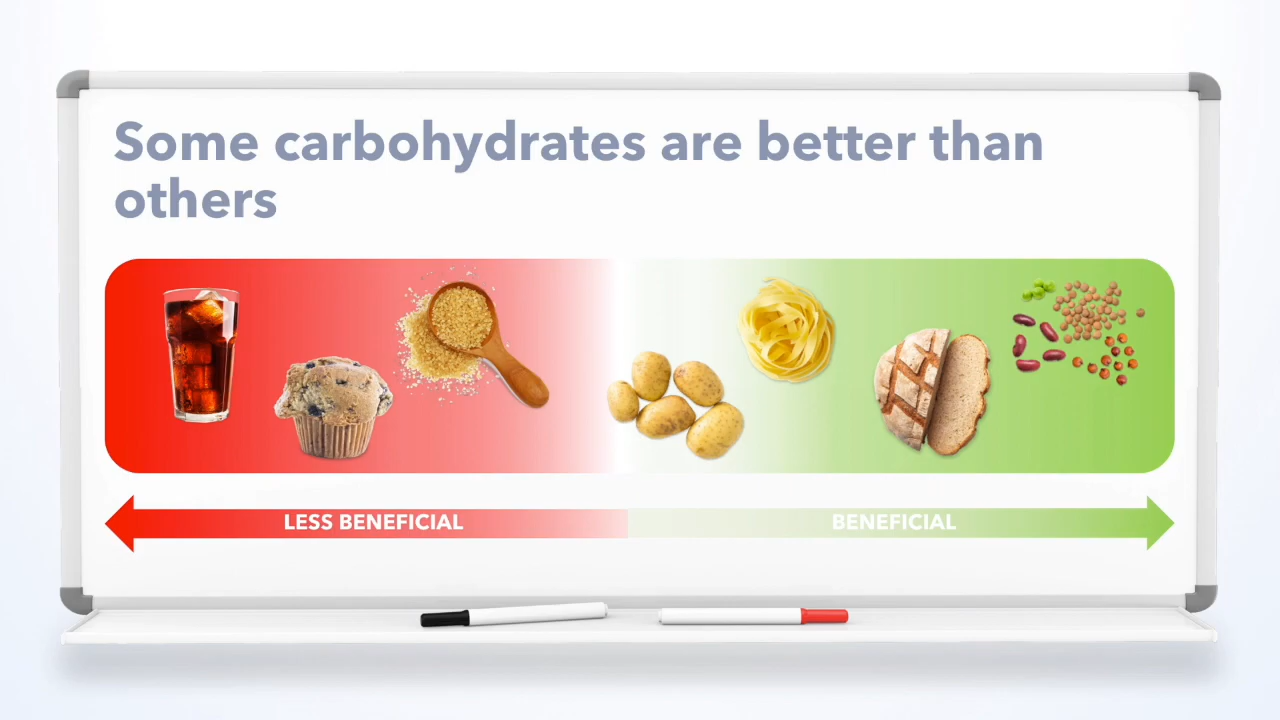 Some carbohydrates are better than
others
LESS BENEFICIAL
BENEFICIAL